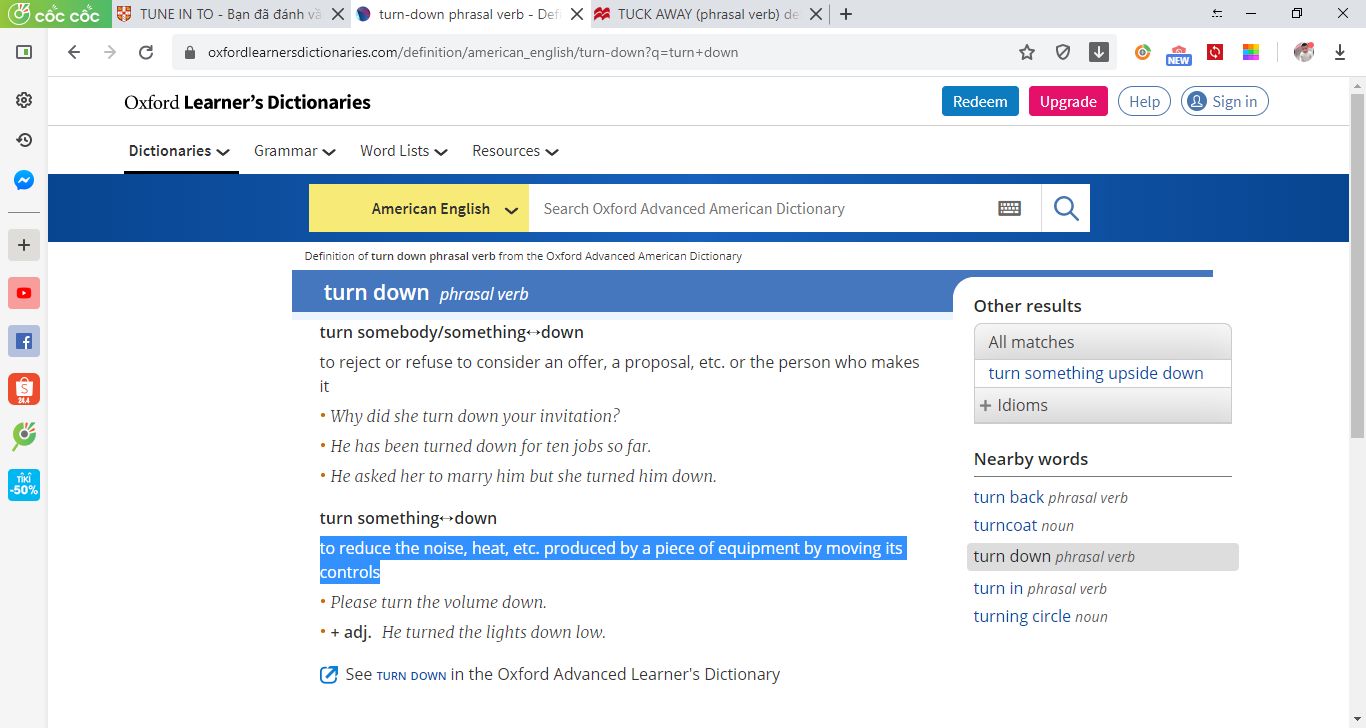 cốc cốc
TUNE IN TO - Bạn đã đánh vầ
turn-down phrasal verb - Defi
TUCK AWAY (phrasal verb) de
oxfordlearnersdictionaries.com/definition/american_english/turn-down?q=turn+down
NEW
Oxford Learner's Dictionaries
Redeem
Upgrade
Help
Sign in
Dictionaries
Grammar
Word Lists
Resources
American English
Search Oxford Advanced American Dictionary
Definition of turn down phrasal verb from the Oxford Advanced American Dictionary
turn down phrasal verb
turn somebody/something↔down
to reject or refuse to consider an offer, a proposal, etc. or the person who makes
it
• Why did she turn down your invitation?
• He has been turned down for ten jobs so far.
• He asked her to marry him but she turned him down.
turn something↔down
to reduce the noise, heat, etc. produced by a piece of equipment by moving its
controls
• Please turn the volume down.
• + adj. He turned the lights down low.
See TURN DOWN in the Oxford Advanced Learner's Dictionary
Other results
All matches
turn something upside down
+ Idioms
Nearby words
turn back phrasal verb
turncoat noun
turn down phrasal verb
turn in phrasal verb
turning circle noun
S
24.4
TIKI
-50%